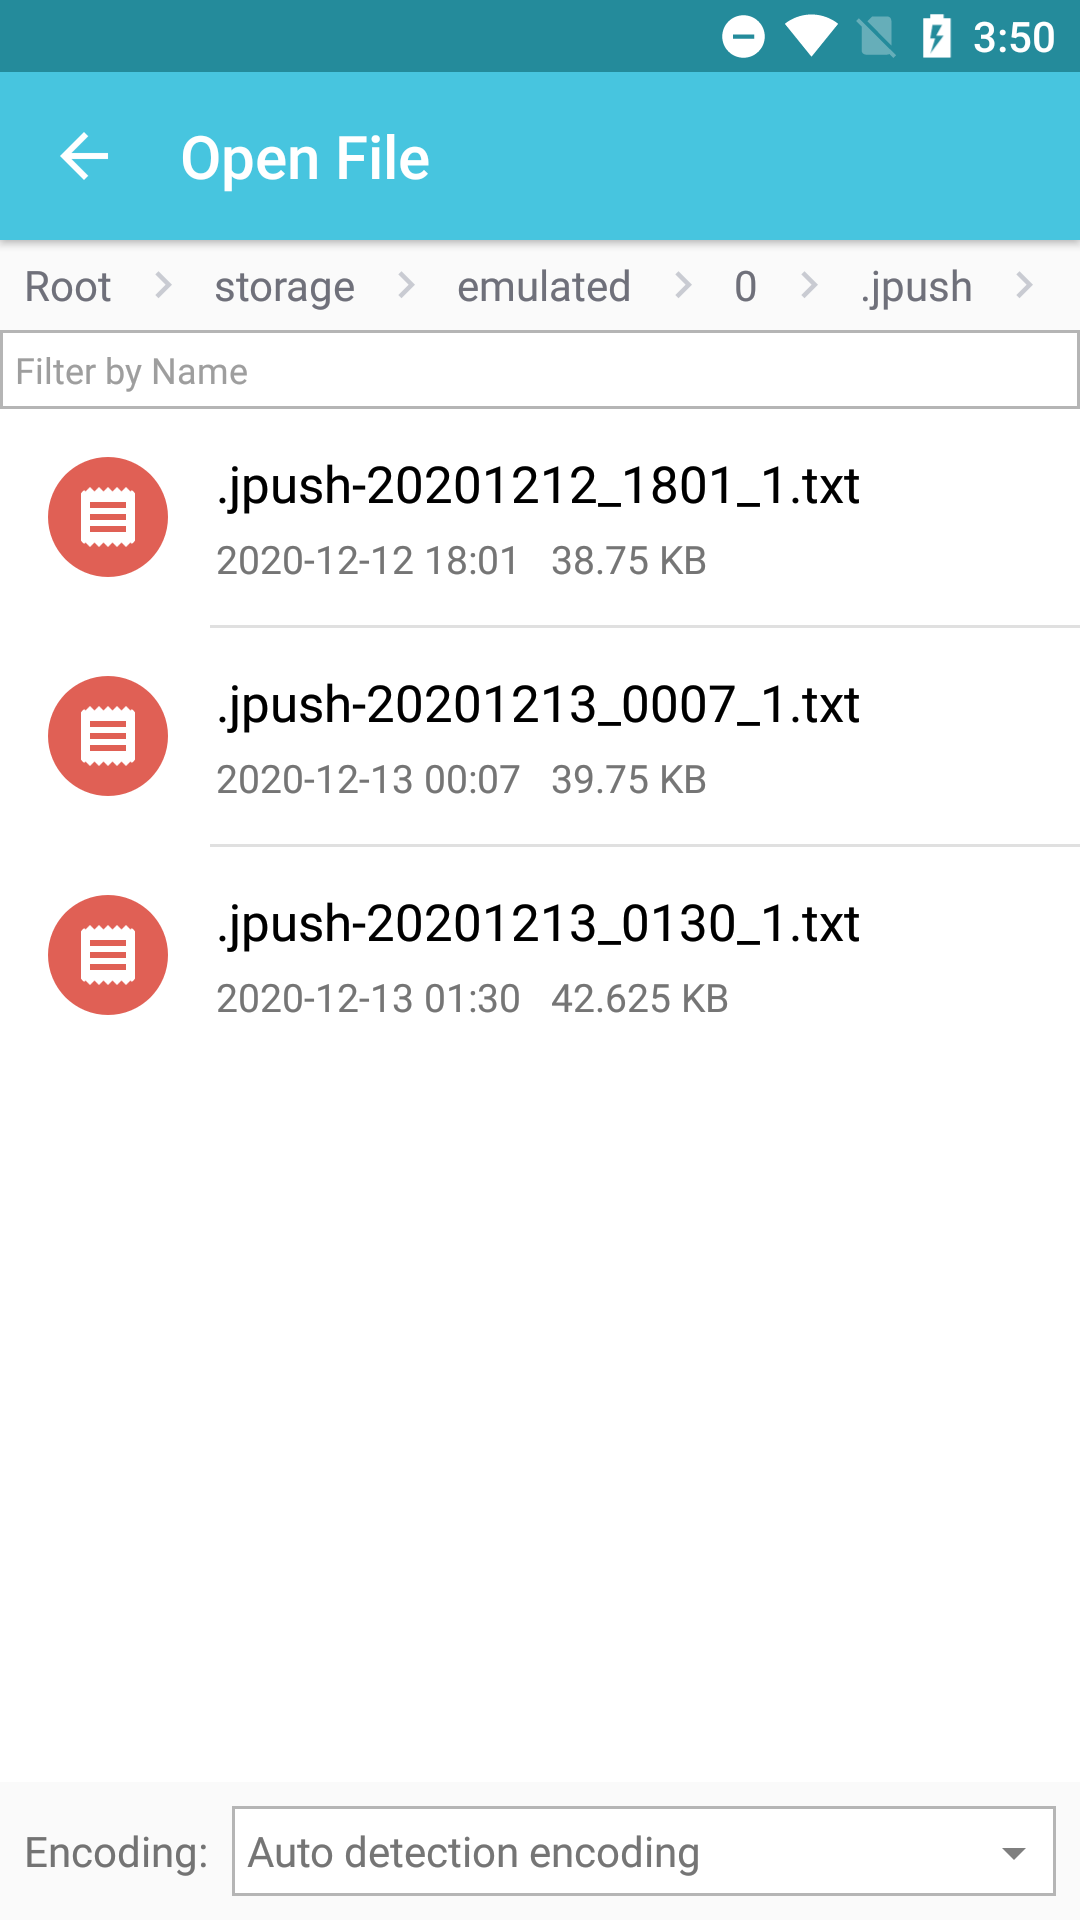 3:50
Open File
Root storage emulated 0 .jpush
Filter by Name
.jpush-20201212_1801_1.txt
2020-12-12 18:01 38.75 KB
.jpush-20201213_0007_1.txt
2020-12-13 00:07 39.75 KB
.jpush-20201213_0130_1.txt
2020-12-13 01:30 42.625 KB
Encoding: Auto detection encoding